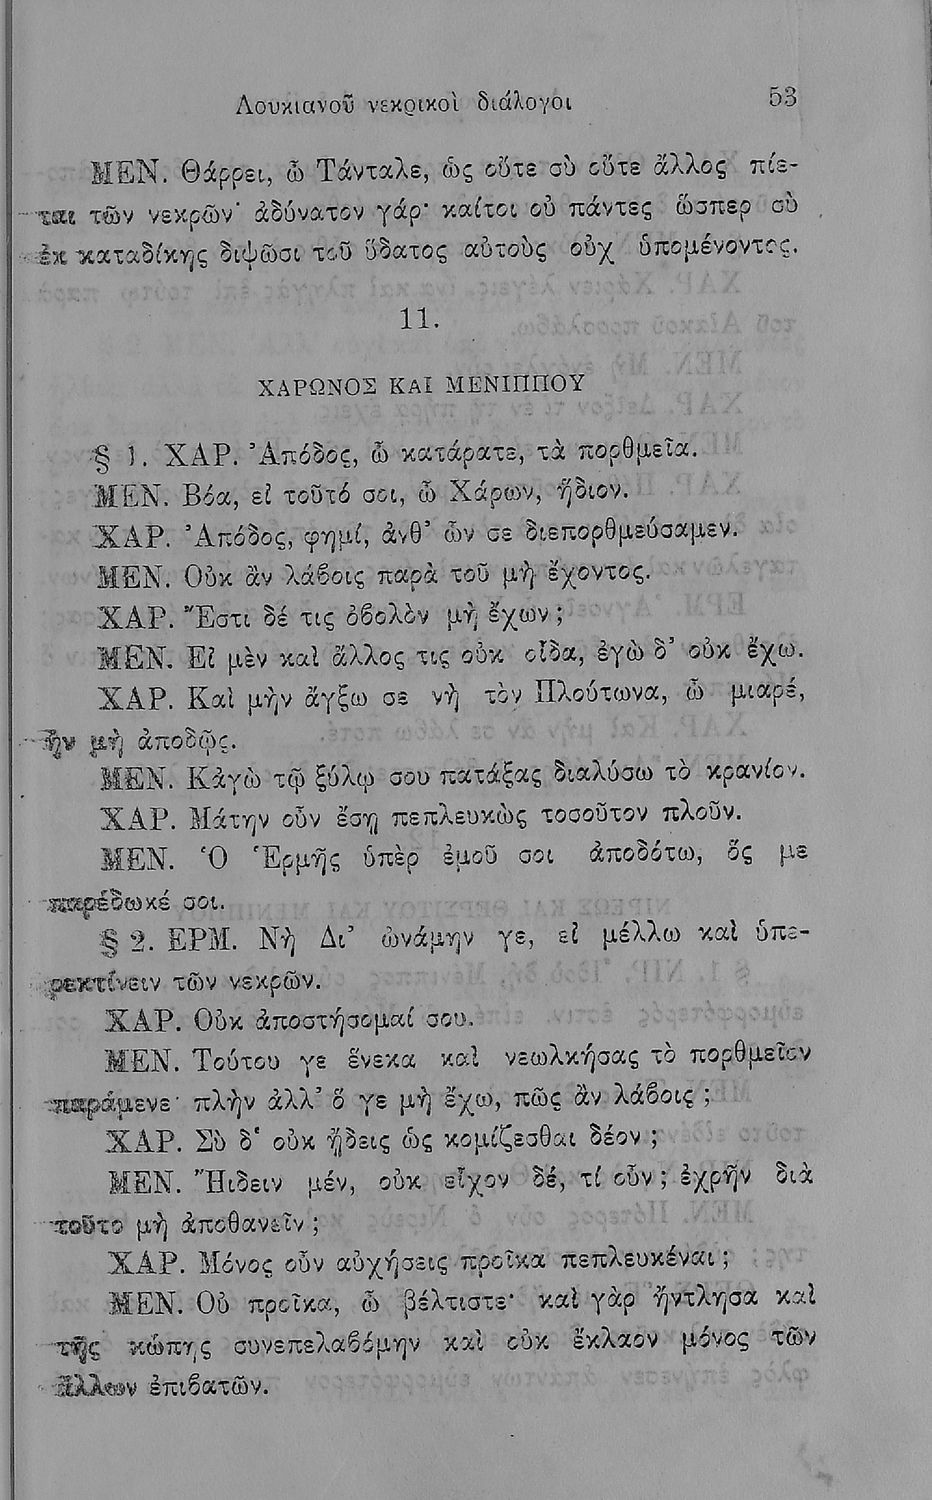 Λουκιανοῦ νεκρικοὶ διάλογοι 53
ΜΕΝ. Θάρρει, ὦ Τάνταλε, ὡς οὔτε σὺ οὔτε ἄλλος πίε-
ται τῶν νεκρῶν· ἀδύνατον γάρ· καίτοι οὐ πάντες ὥσπερ σὺ
ἐκ καταδίκης διψῶσι τοῦ ὕδατος αὐτοὺς οὐχ ὑπομένοντος.
11.
ΧΑΡΩΝΟΣ ΚΑΙ ΜΕΝΙΠΠΟΥ
§ 1. ΧΑΡ. Ἀπόδος, ὦ κατάρατε, τὰ πορθμεῖα.
ΜΕΝ. Βόα, εἰ τοῦτό σοι, ὦ Χάρων, ἥδιον.
ΧΑΡ. Ἀπόδος, φημί, ἀνθ' ὧν σε διεπορθμεύσαμεν.
ΜΕΝ. Οὐκ ἂν λάβοις παρὰ τοῦ μὴ ἔχοντος.
ΧΑΡ. Ἔστι δέ τις ὀβολὸν μὴ ἔχων;
ΜΕΝ. Εἰ μὲν καὶ ἄλλος τις οὐκ οἶδα, ἐγὼ δ' οὐκ ἔχω.
ΧΑΡ. Καὶ μὴν ἄγξω σε νὴ τὸν Πλούτωνα, ὦ μιαρέ,
ἢν μὴ ἀποδῷς.
ΜΕΝ. Κἀγὼ τῷ ξύλῳ σου πατάξας διαλύσω τὸ κρανίον.
ΧΑΡ. Μάτην οὖν ἔσῃ πεπλευκὼς τοσοῦτον πλοῦν.
ΜΕΝ. Ὁ Ἑρμῆς ὑπὲρ ἐμοῦ σοι ἀποδότω, ὅς με
παρέδωκέ σοι.
§ 2. ΕΡΜ. Νὴ Δι' ὠνάμην γε, εἰ μέλλω καὶ ὑπε-
ρεκτίνειν τῶν νεκρῶν.
ΧΑΡ. Οὐκ ἀποστήσομαί σου.
ΜΕΝ. Τούτου γε ἕνεκα καὶ νεωλκήσας τὸ πορθμεῖον
παράμενε· πλὴν ἀλλ' ὅ γε μὴ ἔχω, πῶς ἂν λάβοις;
ΧΑΡ. Σὺ δ' οὐκ ᾔδεις ὡς κομίζεσθαι δέον;
ΜΕΝ. Ἤιδειν μέν, οὐκ εἶχον δέ, τί οὖν; ἐχρῆν διὰ
τοῦτο μὴ ἀποθανεῖν;
ΧΑΡ. Μόνος οὖν αὐχήσεις προῖκα πεπλευκέναι;
ΜΕΝ. Οὐ προῖκα, ὦ βέλτιστε· καὶ γὰρ ἤντλησα καὶ
τῆς κώπης συνεπελαβόμην καὶ οὐκ ἔκλαον μόνος τῶν
ἄλλων ἐπιβατῶν.